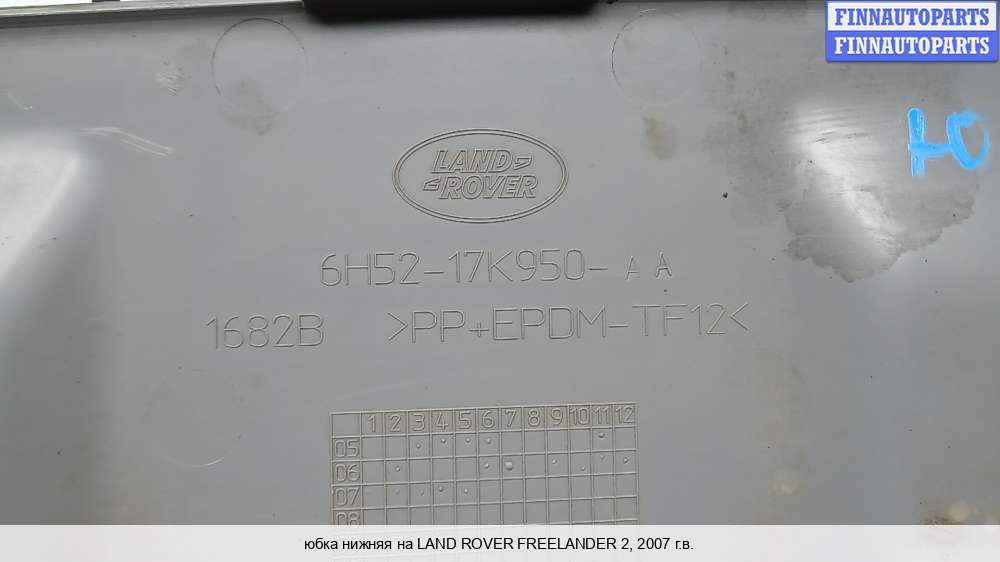 FINNAUTOPARTS
FINNAUTOPARTS
LAND
ROVER
6H52-17K950-AA
1682B >PP+EPDM-TF12<
1 2 3 4 5 6 7 8 9 10 11 12
05
06
07
08
юбка нижняя на LAND ROVER FREELANDER 2, 2007 г.в.